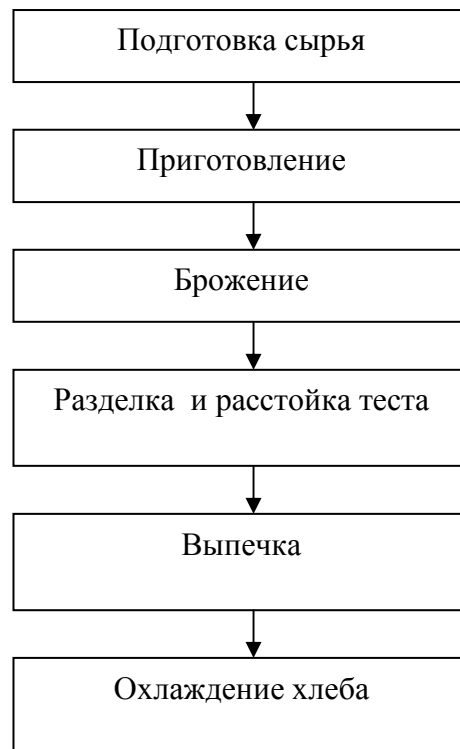 Подготовка сырья
Приготовление
Брожение
Разделка и расстойка теста
Выпечка
Охлаждение хлеба